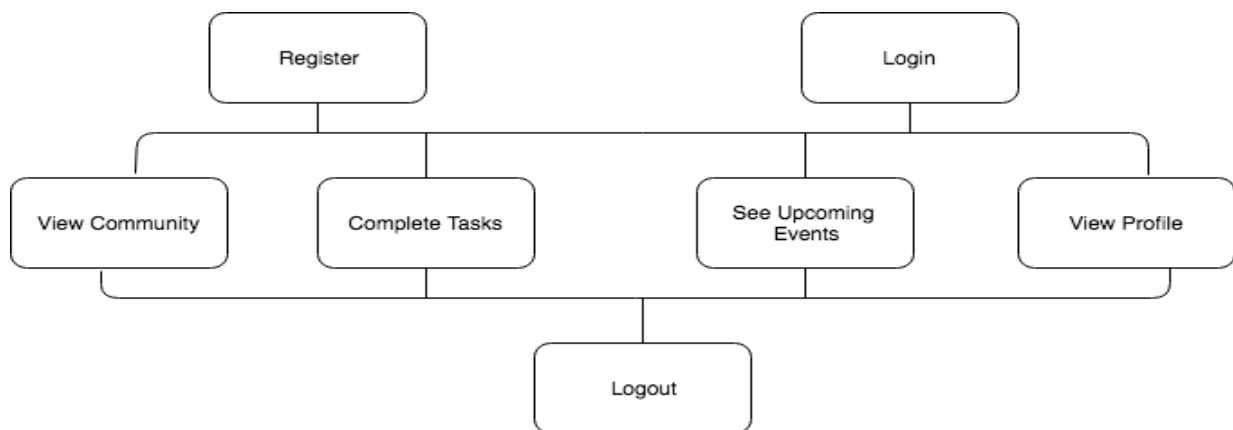 Register
Login
View Community
Complete Tasks
See Upcoming
Events
View Profile
Logout